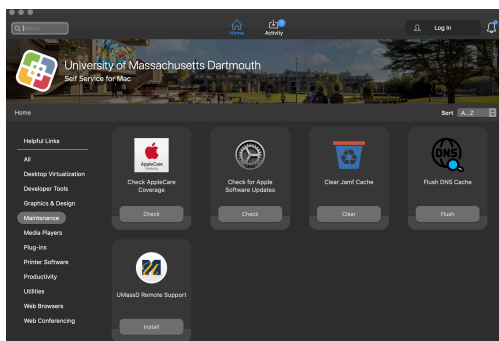 Search
Home
Activity
Log In
University of Massachusetts Dartmouth
Self Service for Mac
Home
Sort A...Z
Helpful Links
All
Desktop Virtualization
Developer Tools
Graphics & Design
Maintenance
Media Players
Plug-ins
Printer Software
Productivity
Utilities
Web Browsers
Web Conferencing
AppleCare
Website
Check AppleCare
Coverage
Check
Check for Apple
Software Updates
Check
Clear Jamf Cache
Clear
DNS
Flush DNS Cache
Flush
UMassD Remote Support
Install